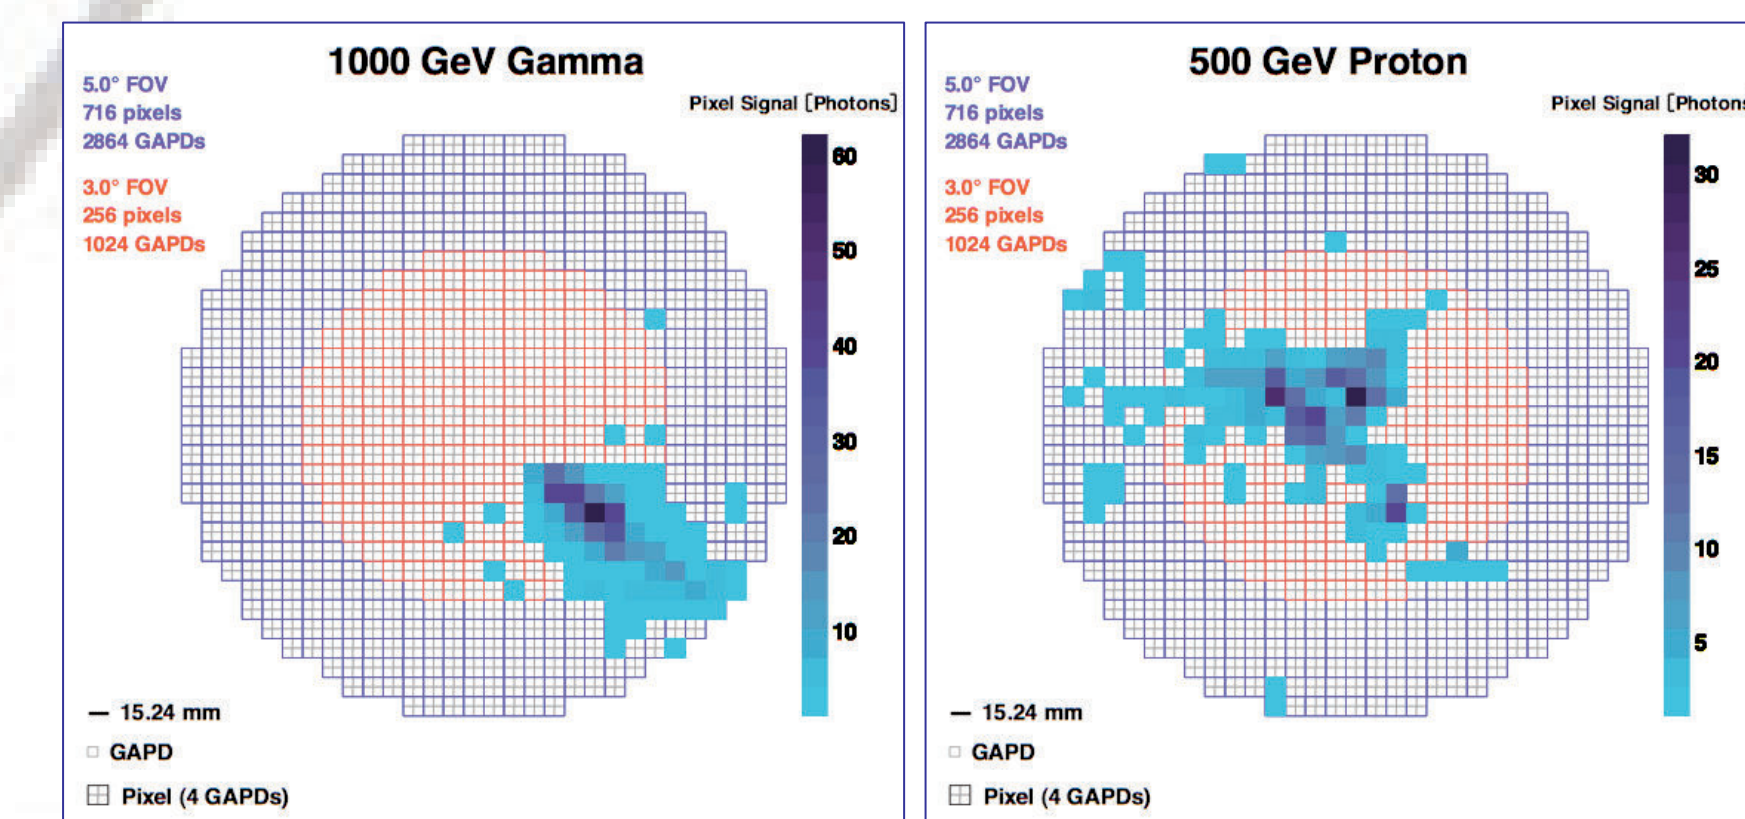 1000 GeV Gamma
5.0° FOV
716 pixels
2864 GAPDs
3.0° FOV
256 pixels
1024 GAPDs
Pixel Signal [Photons]
60
50
40
30
20
10
15.24 mm
GAPD
Pixel (4 GAPDs)
500 GeV Proton
5.0° FOV
716 pixels
2864 GAPDs
3.0° FOV
256 pixels
1024 GAPDs
Pixel Signal [Photons
30
25
20
15
10
5
15.24 mm
GAPD
Pixel (4 GAPDs)